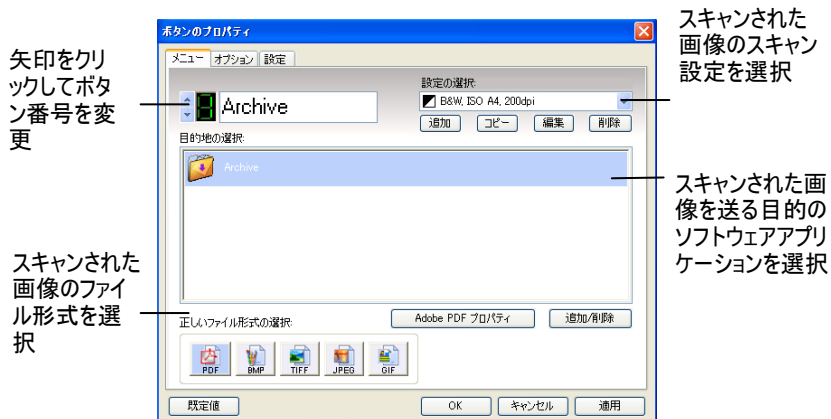 矢印をクリ
ックしてボタ
ン番号を変
更
スキャンされた
画像のファイ
ル形式を選
択
ボタンのプロパティ
メニュー オプション 設定
Archive
設定の選択:
B&W, ISO A4, 200dpi
追加 コピー 編集 削除
目的地の選択:
Archive
正しいファイル形式の選択:
Adobe PDF プロパティ 追加/削除
PDF BMP TIFF JPEG GIF
既定値 OK キャンセル 適用
スキャンされた
画像のスキャン
設定を選択
スキャンされた画
像を送る目的の
ソフトウェアアプリ
ケーションを選択